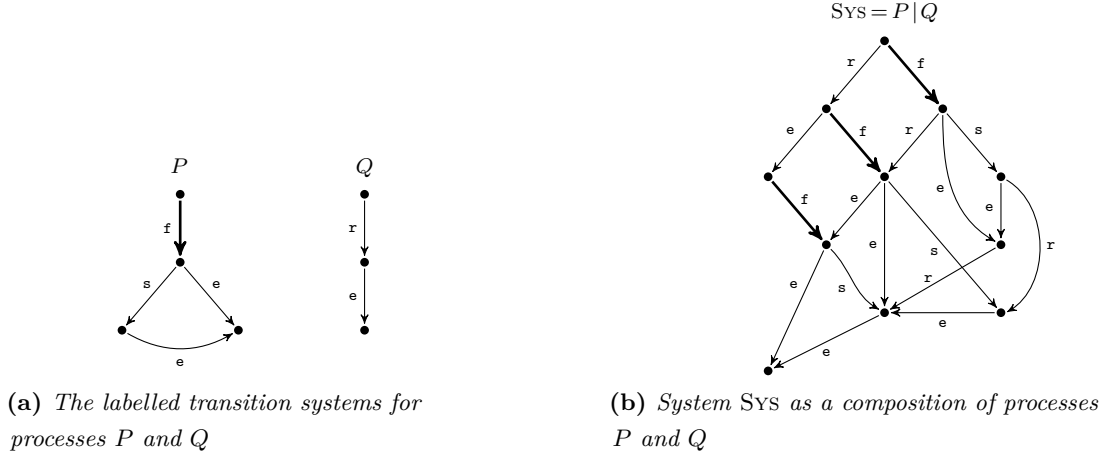 SYS = P | Q
r
f
e
f
r
s
P
Q
f
e
e
e
f
r
r
s
e
e
s
e
s
r
e
e
e
e
(a) The labelled transition systems for
processes P and Q
(b) System SYS as a composition of processes
P and Q